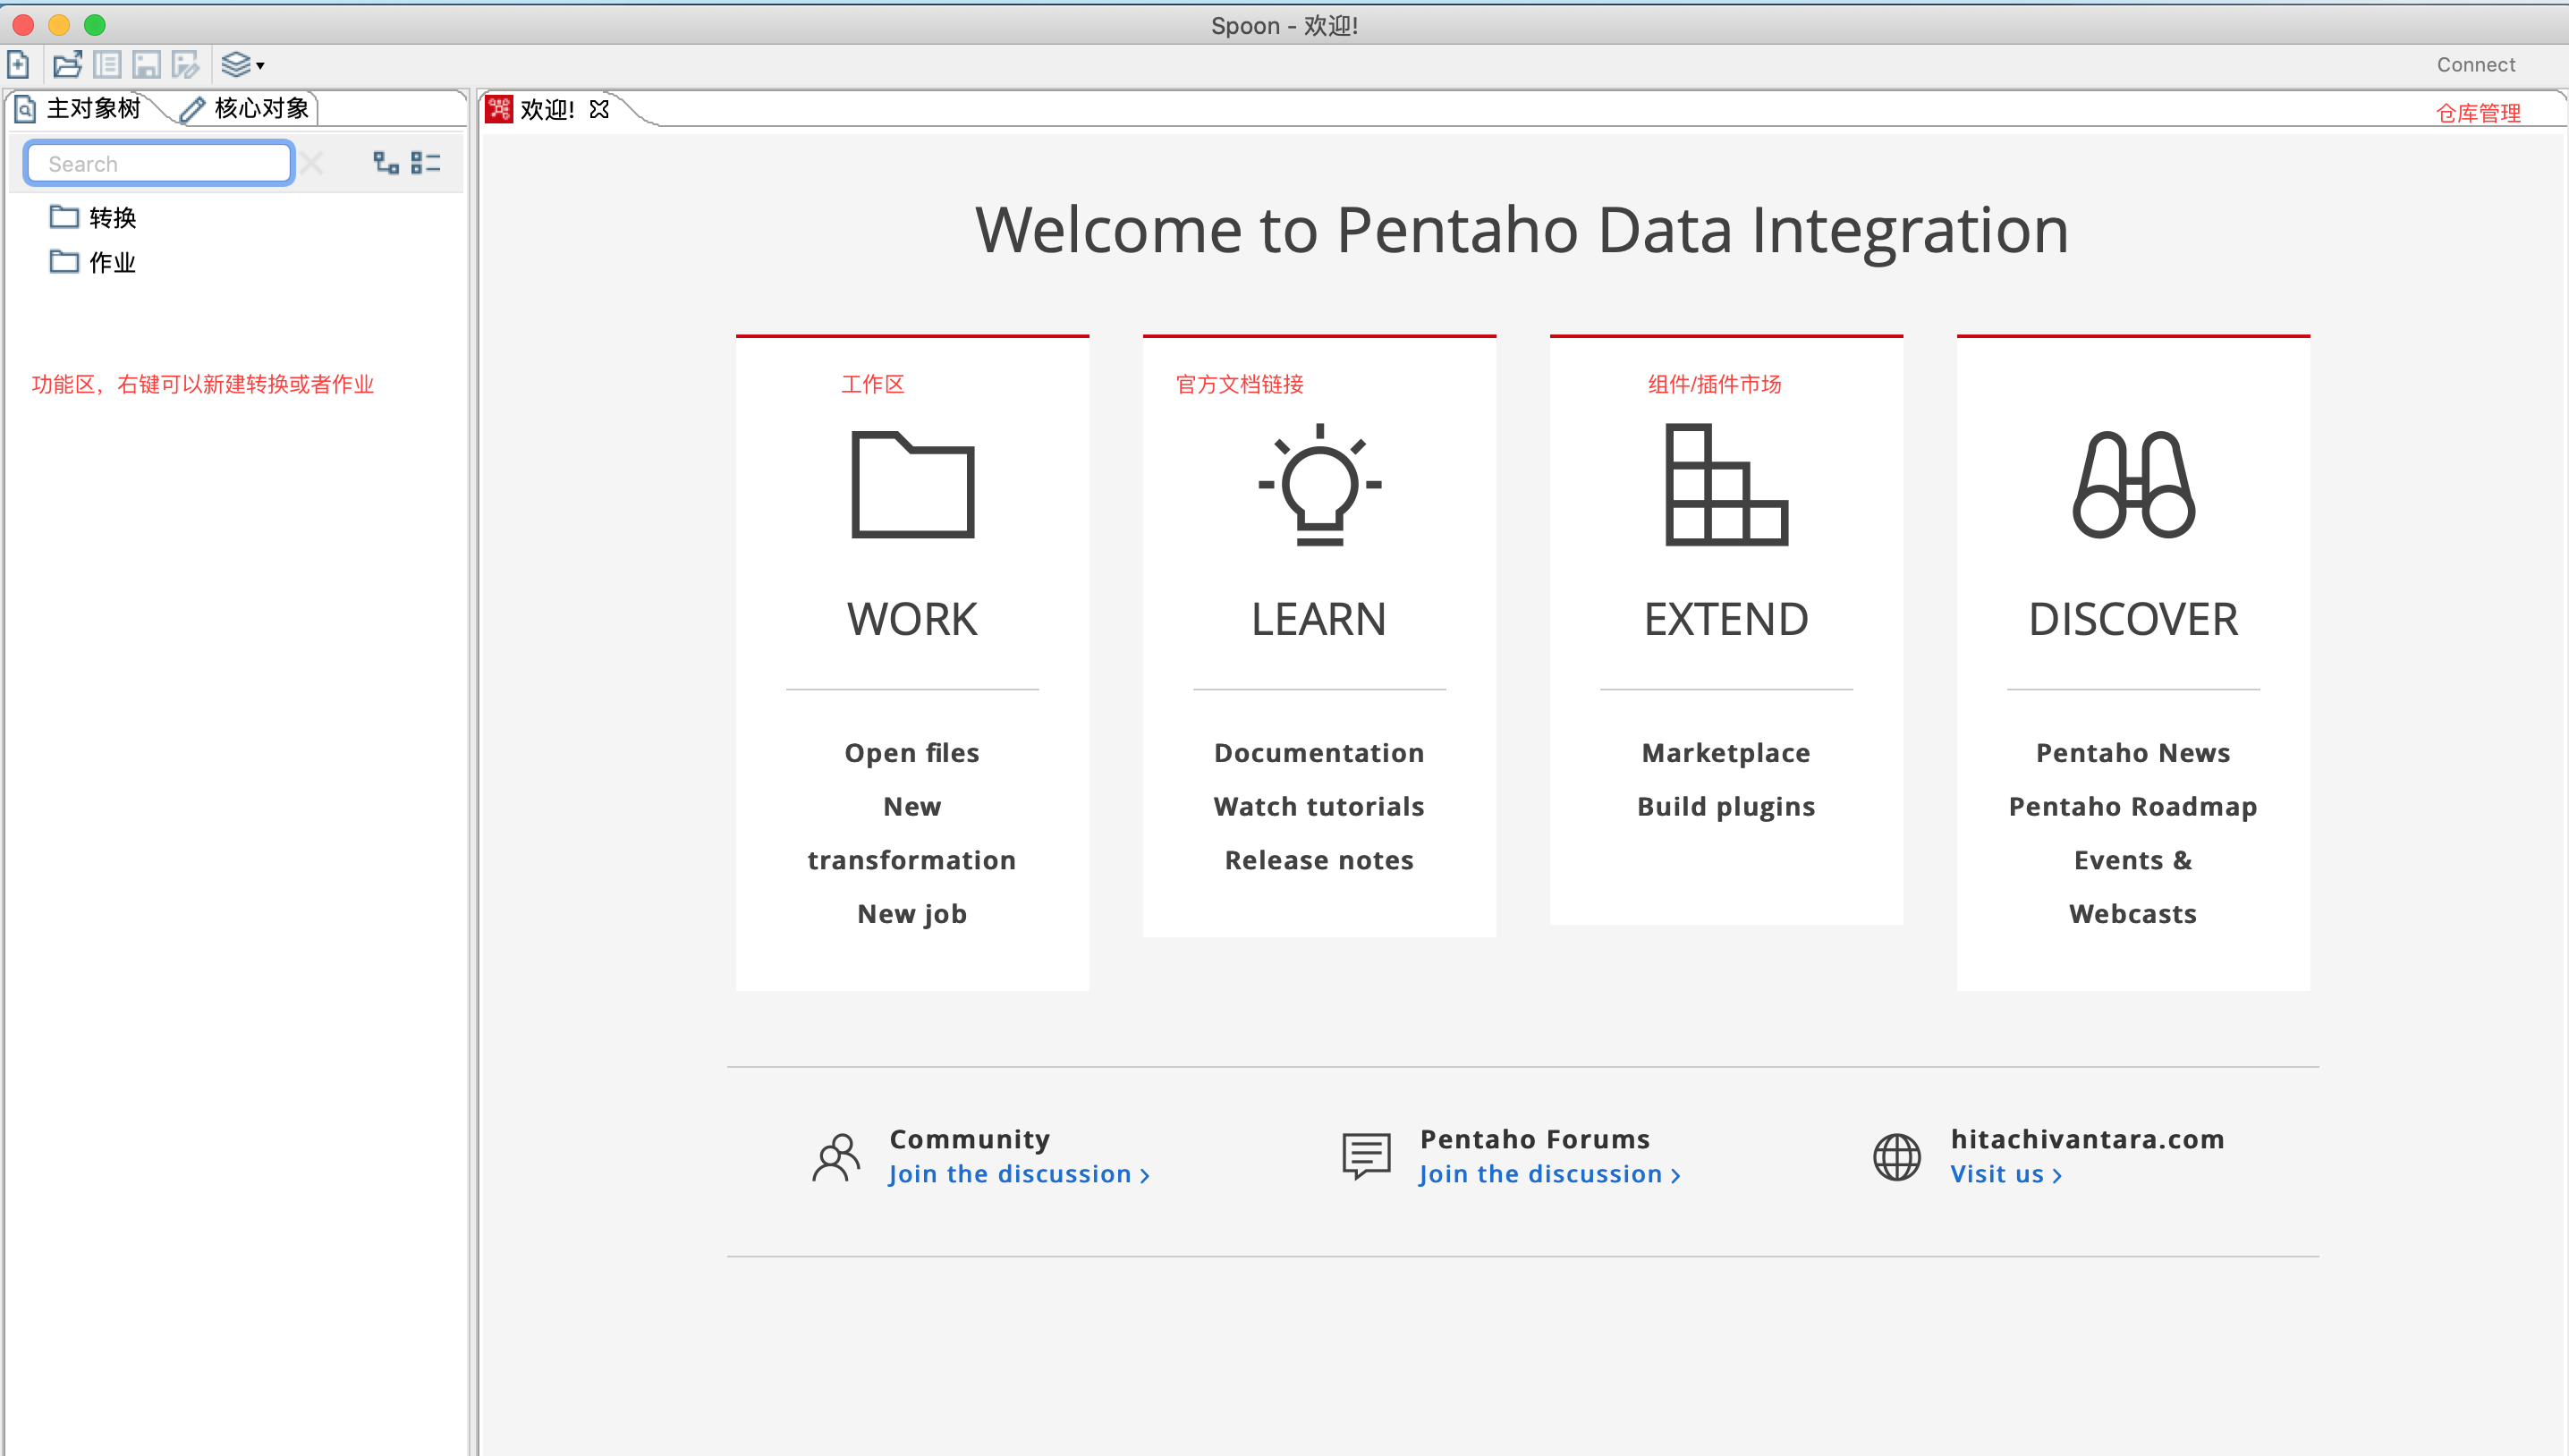 Spoon - 欢迎!
Connect
主对象树 核心对象
欢迎!
仓库管理
Search
转换
作业
功能区，右键可以新建转换或者作业
Welcome to Pentaho Data Integration
工作区
WORK
Open files
New
transformation
New job
官方文档链接
LEARN
Documentation
Watch tutorials
Release notes
组件/插件市场
EXTEND
Marketplace
Build plugins
DISCOVER
Pentaho News
Pentaho Roadmap
Events &
Webcasts
Community
Join the discussion ›
Pentaho Forums
Join the discussion ›
hitachivantara.com
Visit us ›